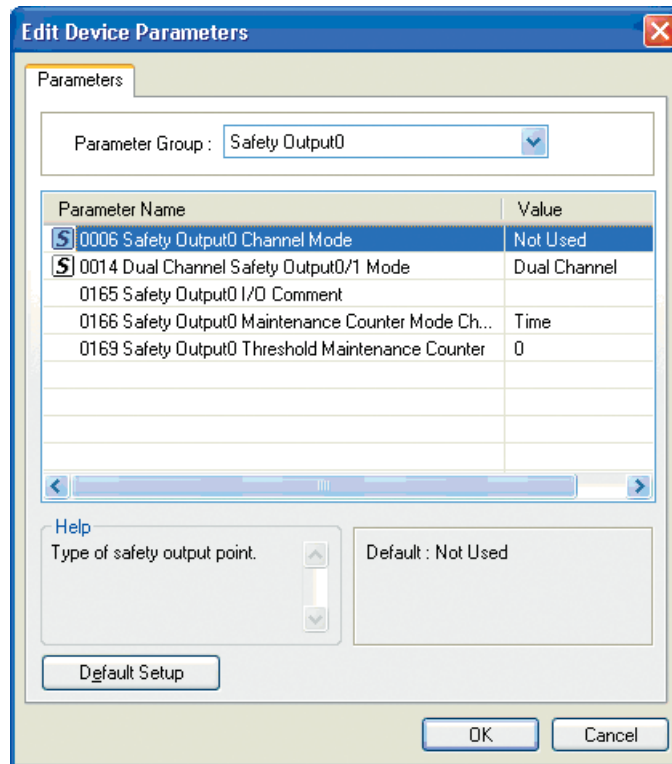 Edit Device Parameters
Parameters
Parameter Group : Safety Output0
Parameter Name Value
S 0006 Safety Output0 Channel Mode Not Used
S 0014 Dual Channel Safety Output0/1 Mode Dual Channel
0165 Safety Output0 I/O Comment
0166 Safety Output0 Maintenance Counter Mode Ch... Time
0169 Safety Output0 Threshold Maintenance Counter 0
Help
Type of safety output point.
Default : Not Used
Default Setup
OK Cancel